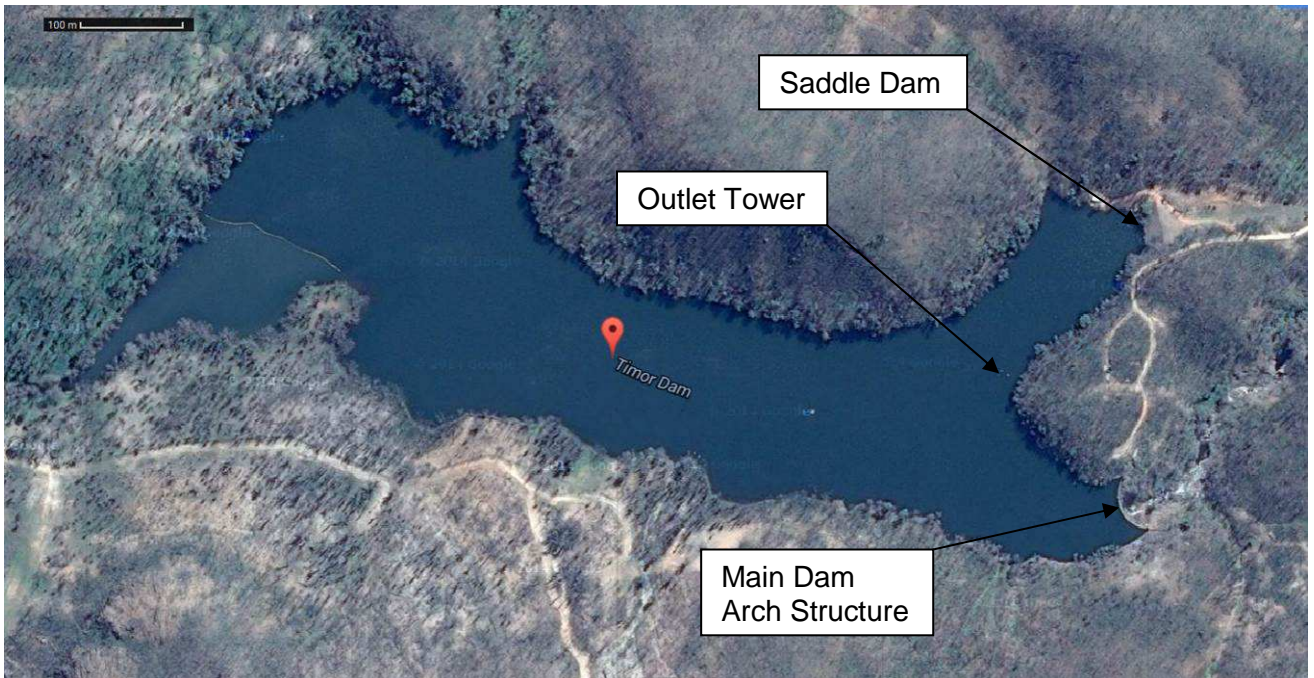 100 m
Saddle Dam
Outlet Tower
Timor Dam
Main Dam
Arch Structure